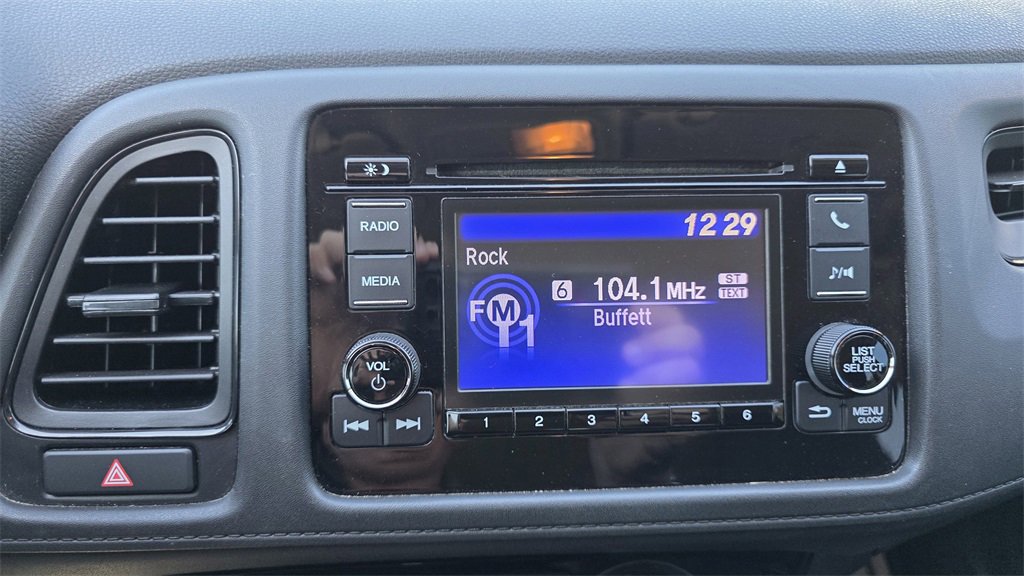 RADIO
MEDIA
VOL
12 29
Rock
FM 1
6 104.1 MHz ST TEXT
Buffett
1 2 3 4 5 6
LIST
PUSH
SELECT
MENU
CLOCK